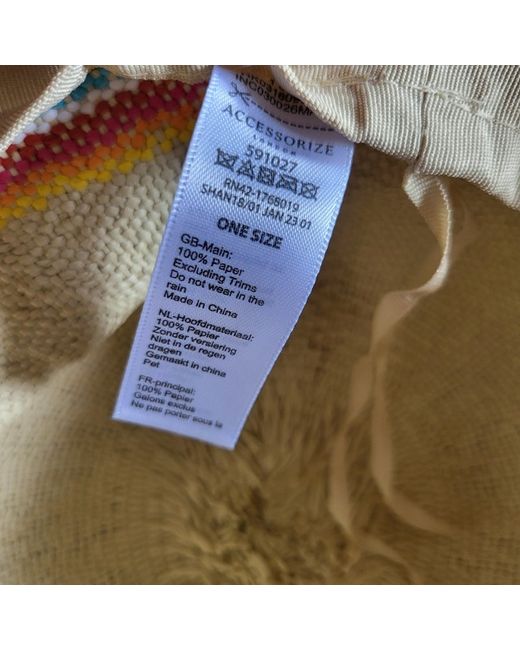 ACCESSORIZE
LONDON
591027
RN42-1768019
SHAN18/01 JAN 23 01
ONE SIZE
GB-Main:
100% Paper
Excluding Trims
Do not wear in the
rain
Made in China
NL-Hoofdmateriaal:
100% Papier
Zonder versiering
Niet in de regen
dragen
Gemaakt in china
Pet
FR-principal:
100% Papier
Galons exclus
Ne pas porter sous la